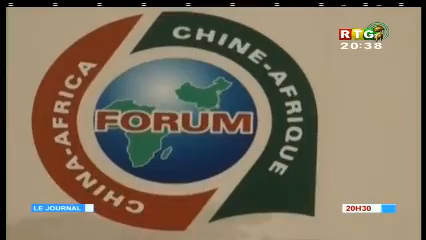 RTG
20:38
CHINE-AFRIQUE
CHINA-AFRICA
FORUM
LE JOURNAL
20H30